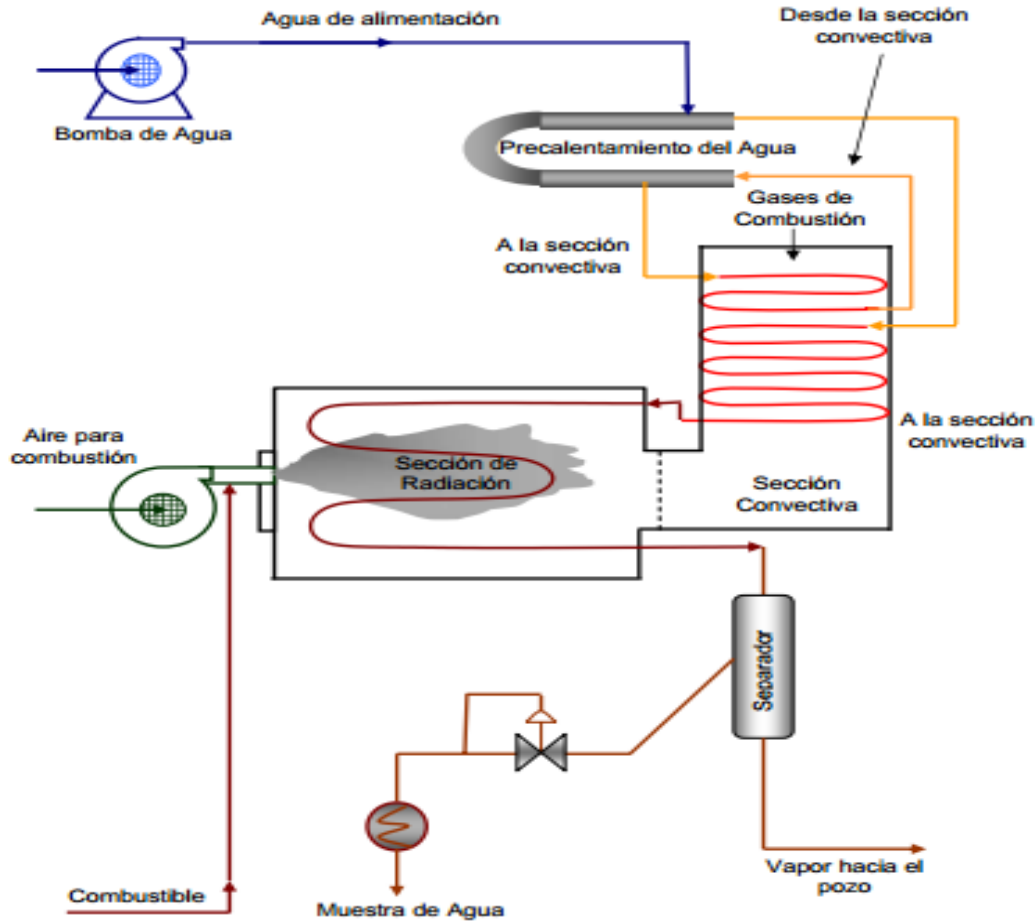 Agua de alimentación
Desde la sección
convectiva
Bomba de Agua
Precalentamiento del Agua
Gases de
Combustión
A la sección
convectiva
Aire para
combustión
Sección de
Radiación
A la sección
convectiva
Sección
Convectiva
Separador
Combustible
Muestra de Agua
Vapor hacia el
pozo